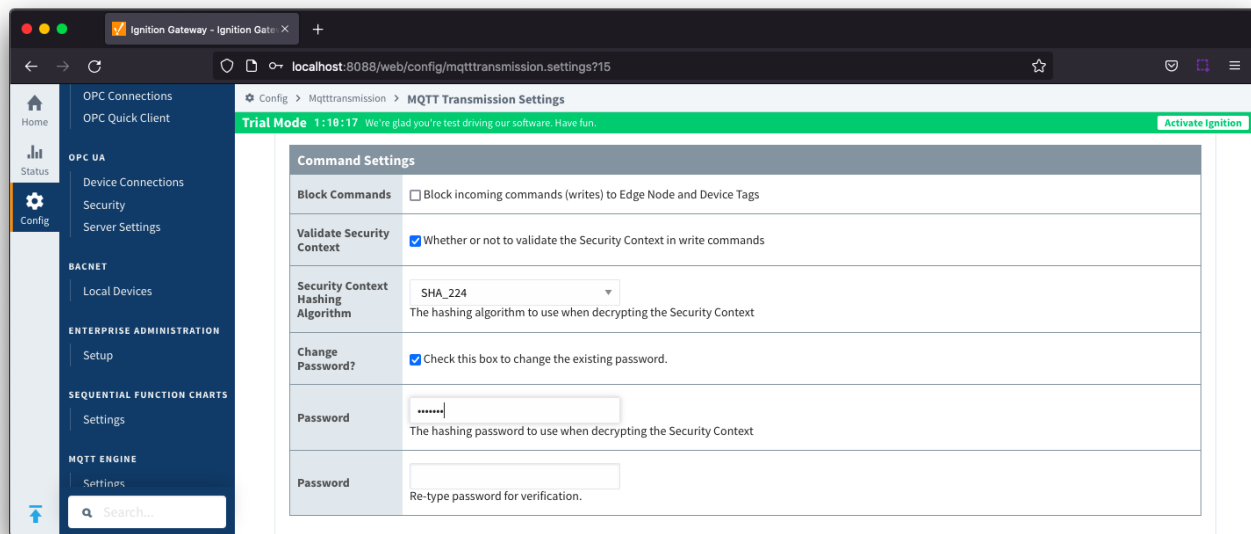 Ignition Gateway - Ignition Gate
localhost:8088/web/config/mqtttransmission.settings?15
Home
Status
Config
OPC Connections
OPC Quick Client
OPC UA
Device Connections
Security
Server Settings
BACNET
Local Devices
ENTERPRISE ADMINISTRATION
Setup
SEQUENTIAL FUNCTION CHARTS
Settings
MQTT ENGINE
Settings
Search...
Config > Mqtttransmission > MQTT Transmission Settings
Trial Mode 1:10:17 We're glad you're test driving our software. Have fun. Activate Ignition
Command Settings
Block Commands
Block incoming commands (writes) to Edge Node and Device Tags
Validate Security
Context
Whether or not to validate the Security Context in write commands
Security Context
Hashing
Algorithm
SHA_224
The hashing algorithm to use when decrypting the Security Context
Change
Password?
Check this box to change the existing password.
Password
•••••••
The hashing password to use when decrypting the Security Context
Password
Re-type password for verification.